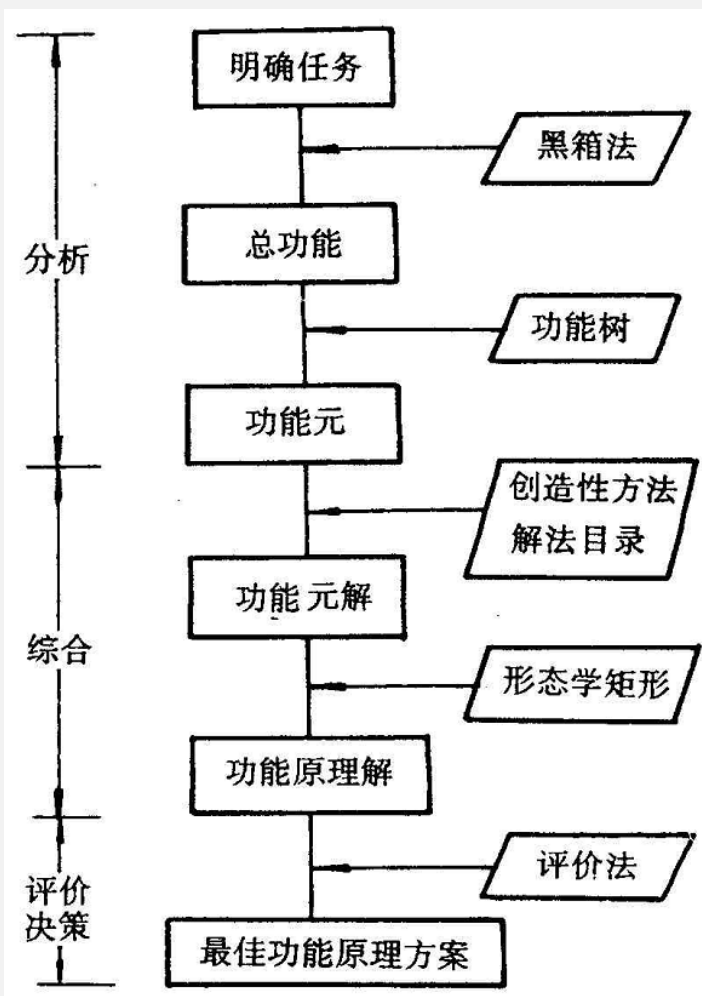 明确任务
黑箱法
总功能
分析
功能树
功能元
创造性方法
解法目录
功能元解
综合
形态学矩形
功能原理解
评价法
评价
决策
最佳功能原理方案